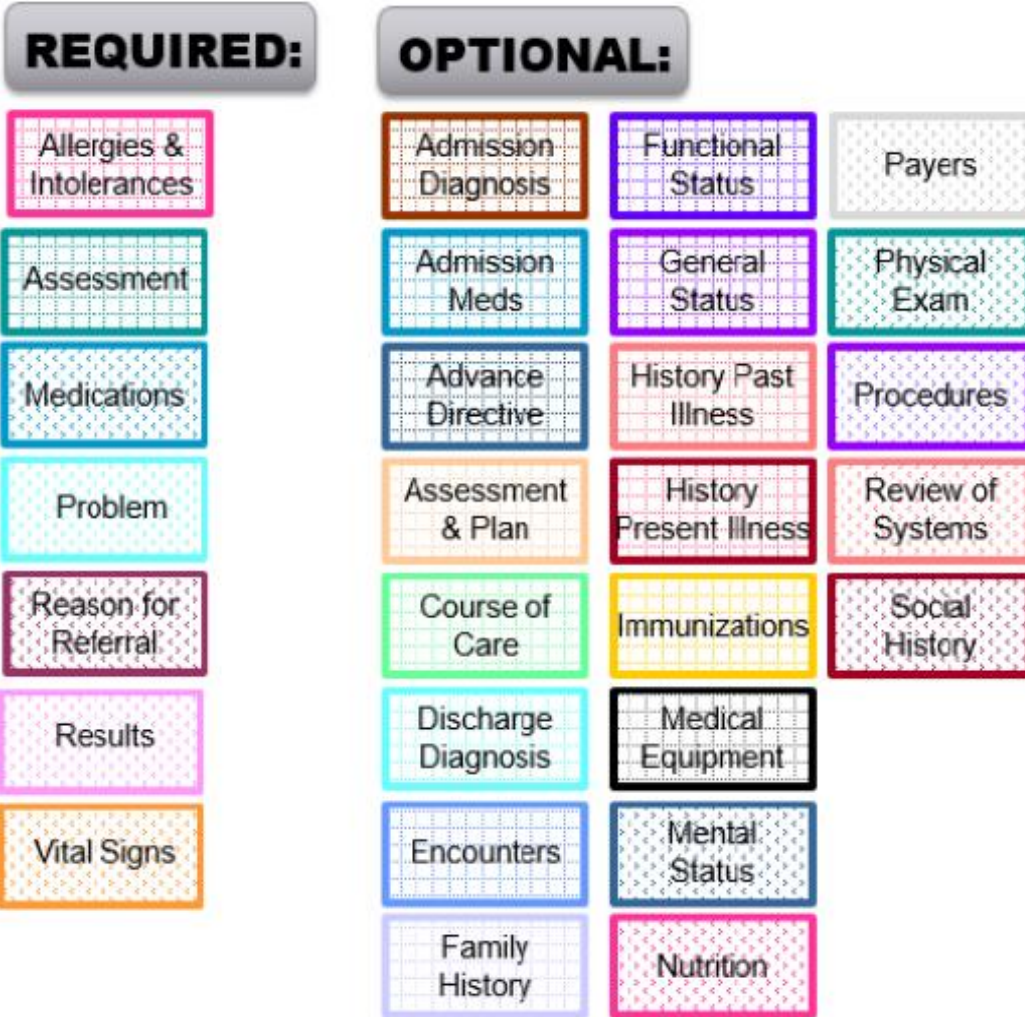 REQUIRED:
Allergies &
Intolerances
Assessment
Medications
Problem
Reason for
Referral
Results
Vital Signs
OPTIONAL:
Admission
Diagnosis
Admission
Meds
Advance
Directive
Assessment
& Plan
Course of
Care
Discharge
Diagnosis
Encounters
Family
History
Functional
Status
General
Status
History Past
Illness
History
Present Illness
Immunizations
Medical
Equipment
Mental
Status
Nutrition
Payers
Physical
Exam
Procedures
Review of
Systems
Social
History